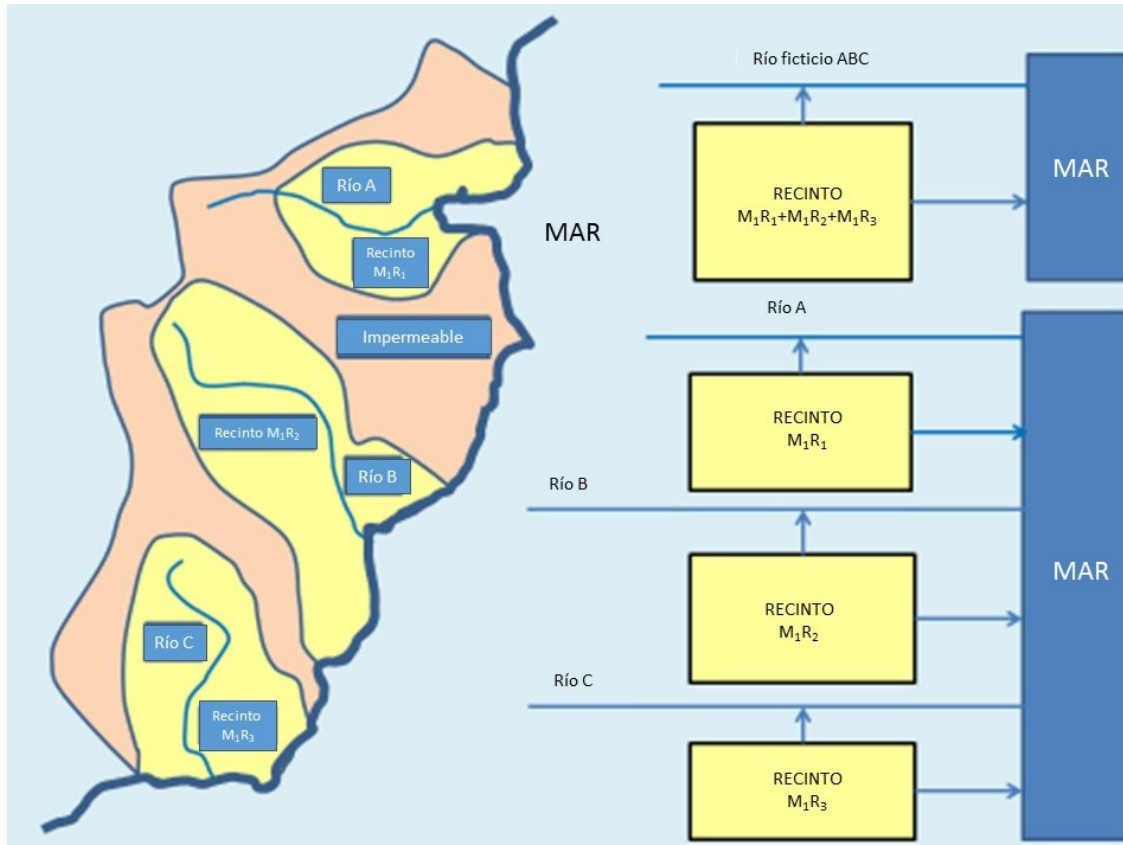 Río A
Recinto
M₁R₁
MAR
Impermeable
Recinto M₁R₂
Río B
Río C
Recinto
M₁R₃
Río ficticio ABC
RECINTO
M₁R₁+M₁R₂+M₁R₃
MAR
Río A
RECINTO
M₁R₁
Río B
RECINTO
M₁R₂
MAR
Río C
RECINTO
M₁R₃